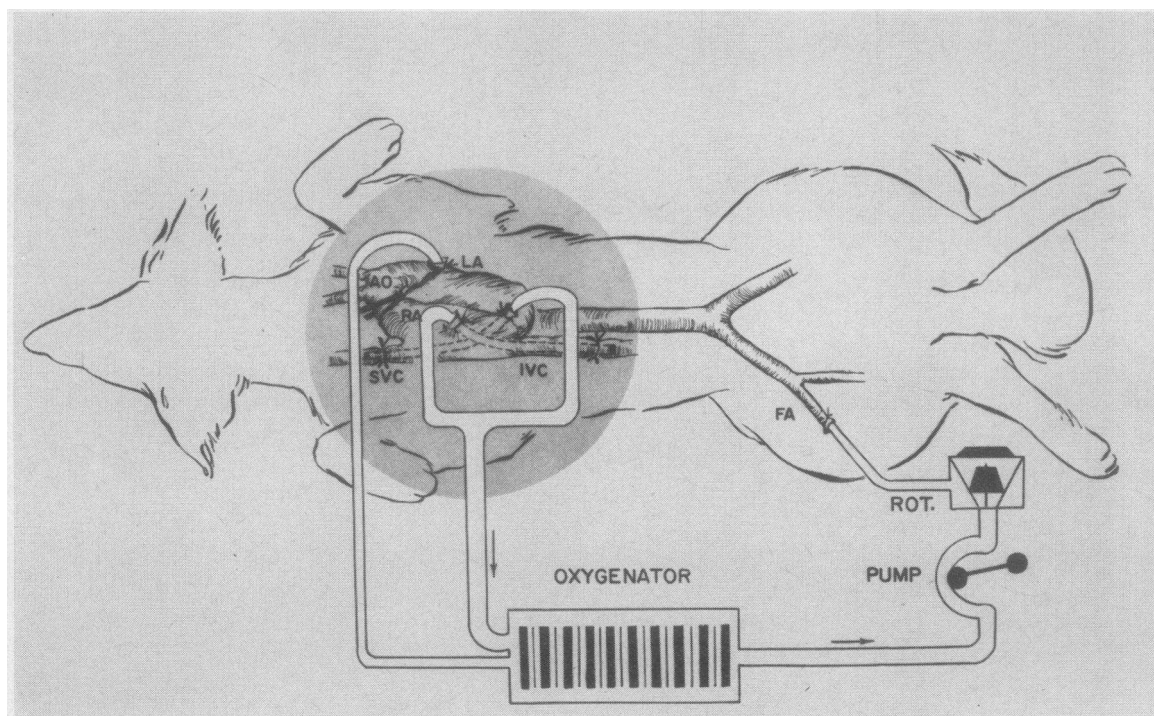 LA
AO
RA
SVC
IVC
FA
ROT.
PUMP
OXYGENATOR